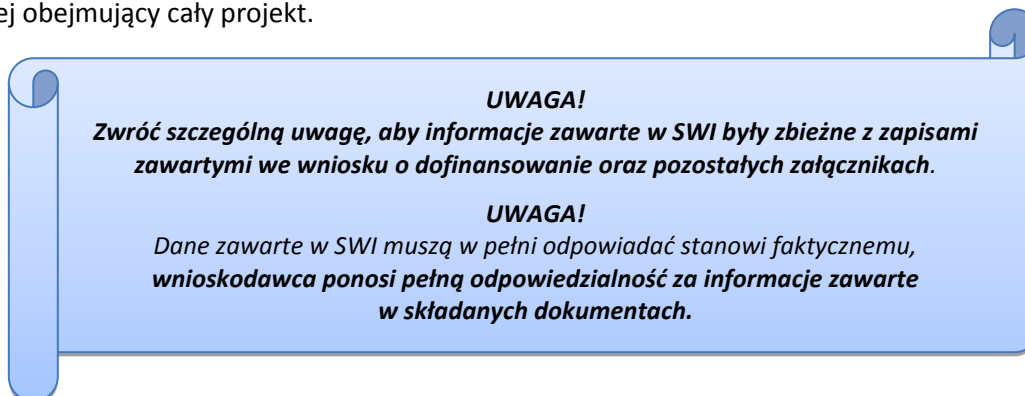 ej obejmujący cały projekt.
UWAGA!
Zwróć szczególną uwagę, aby informacje zawarte w SWI były zbieżne z zapisami
zawartymi we wniosku o dofinansowanie oraz pozostałych załącznikach.
UWAGA!
Dane zawarte w SWI muszą w pełni odpowiadać stanowi faktycznemu,
wnioskodawca ponosi pełną odpowiedzialność za informacje zawarte
w składanych dokumentach.